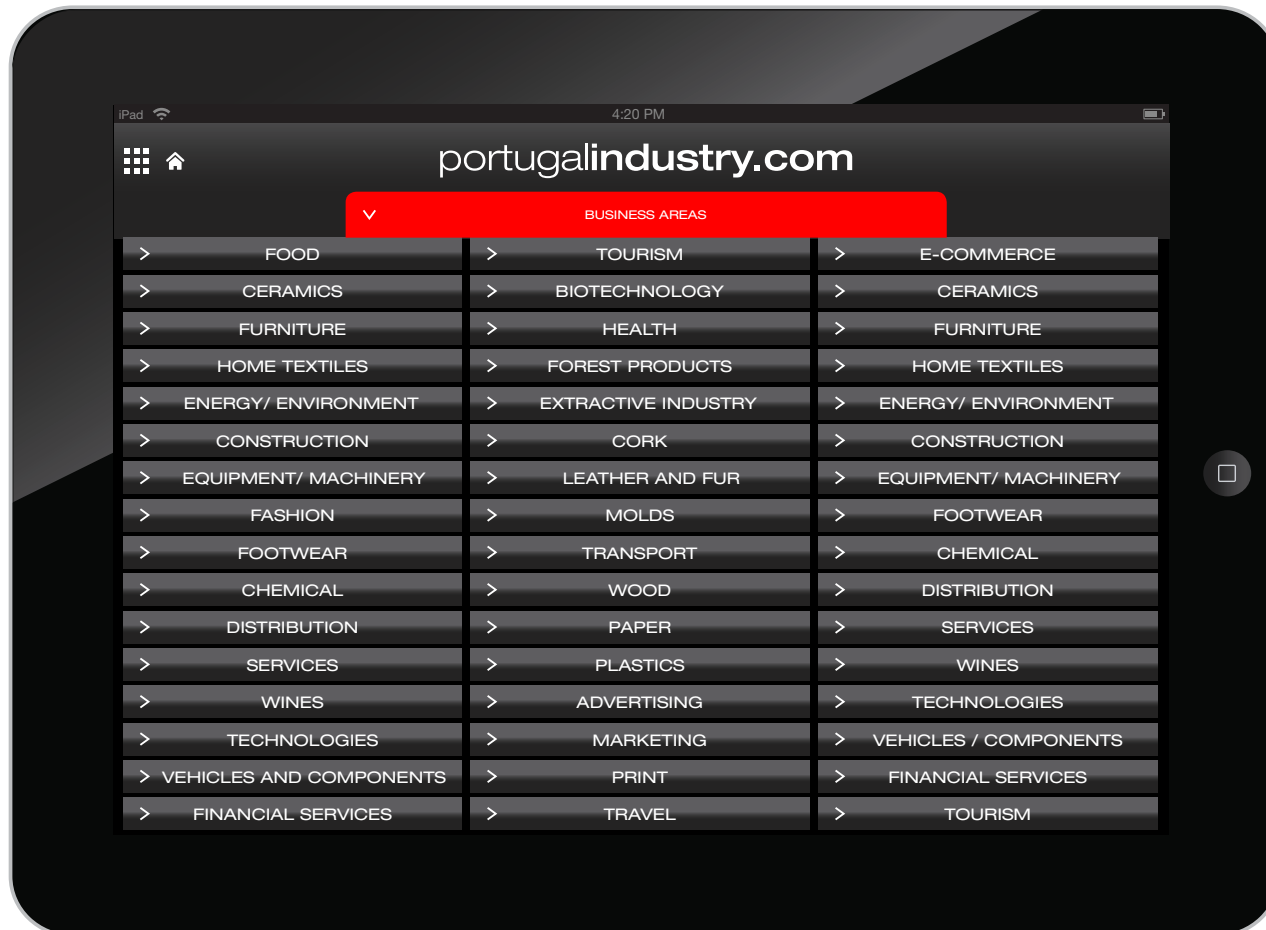 iPad 4:20 PM
portugalindustry.com
BUSINESS AREAS
> FOOD > TOURISM > E-COMMERCE
> CERAMICS > BIOTECHNOLOGY > CERAMICS
> FURNITURE > HEALTH > FURNITURE
> HOME TEXTILES > FOREST PRODUCTS > HOME TEXTILES
> ENERGY/ ENVIRONMENT > EXTRACTIVE INDUSTRY > ENERGY/ ENVIRONMENT
> CONSTRUCTION > CORK > CONSTRUCTION
> EQUIPMENT/ MACHINERY > LEATHER AND FUR > EQUIPMENT/ MACHINERY
> FASHION > MOLDS > FOOTWEAR
> FOOTWEAR > TRANSPORT > CHEMICAL
> CHEMICAL > WOOD > DISTRIBUTION
> DISTRIBUTION > PAPER > SERVICES
> SERVICES > PLASTICS > WINES
> WINES > ADVERTISING > TECHNOLOGIES
> TECHNOLOGIES > MARKETING > VEHICLES / COMPONENTS
> VEHICLES AND COMPONENTS > PRINT > FINANCIAL SERVICES
> FINANCIAL SERVICES > TRAVEL > TOURISM